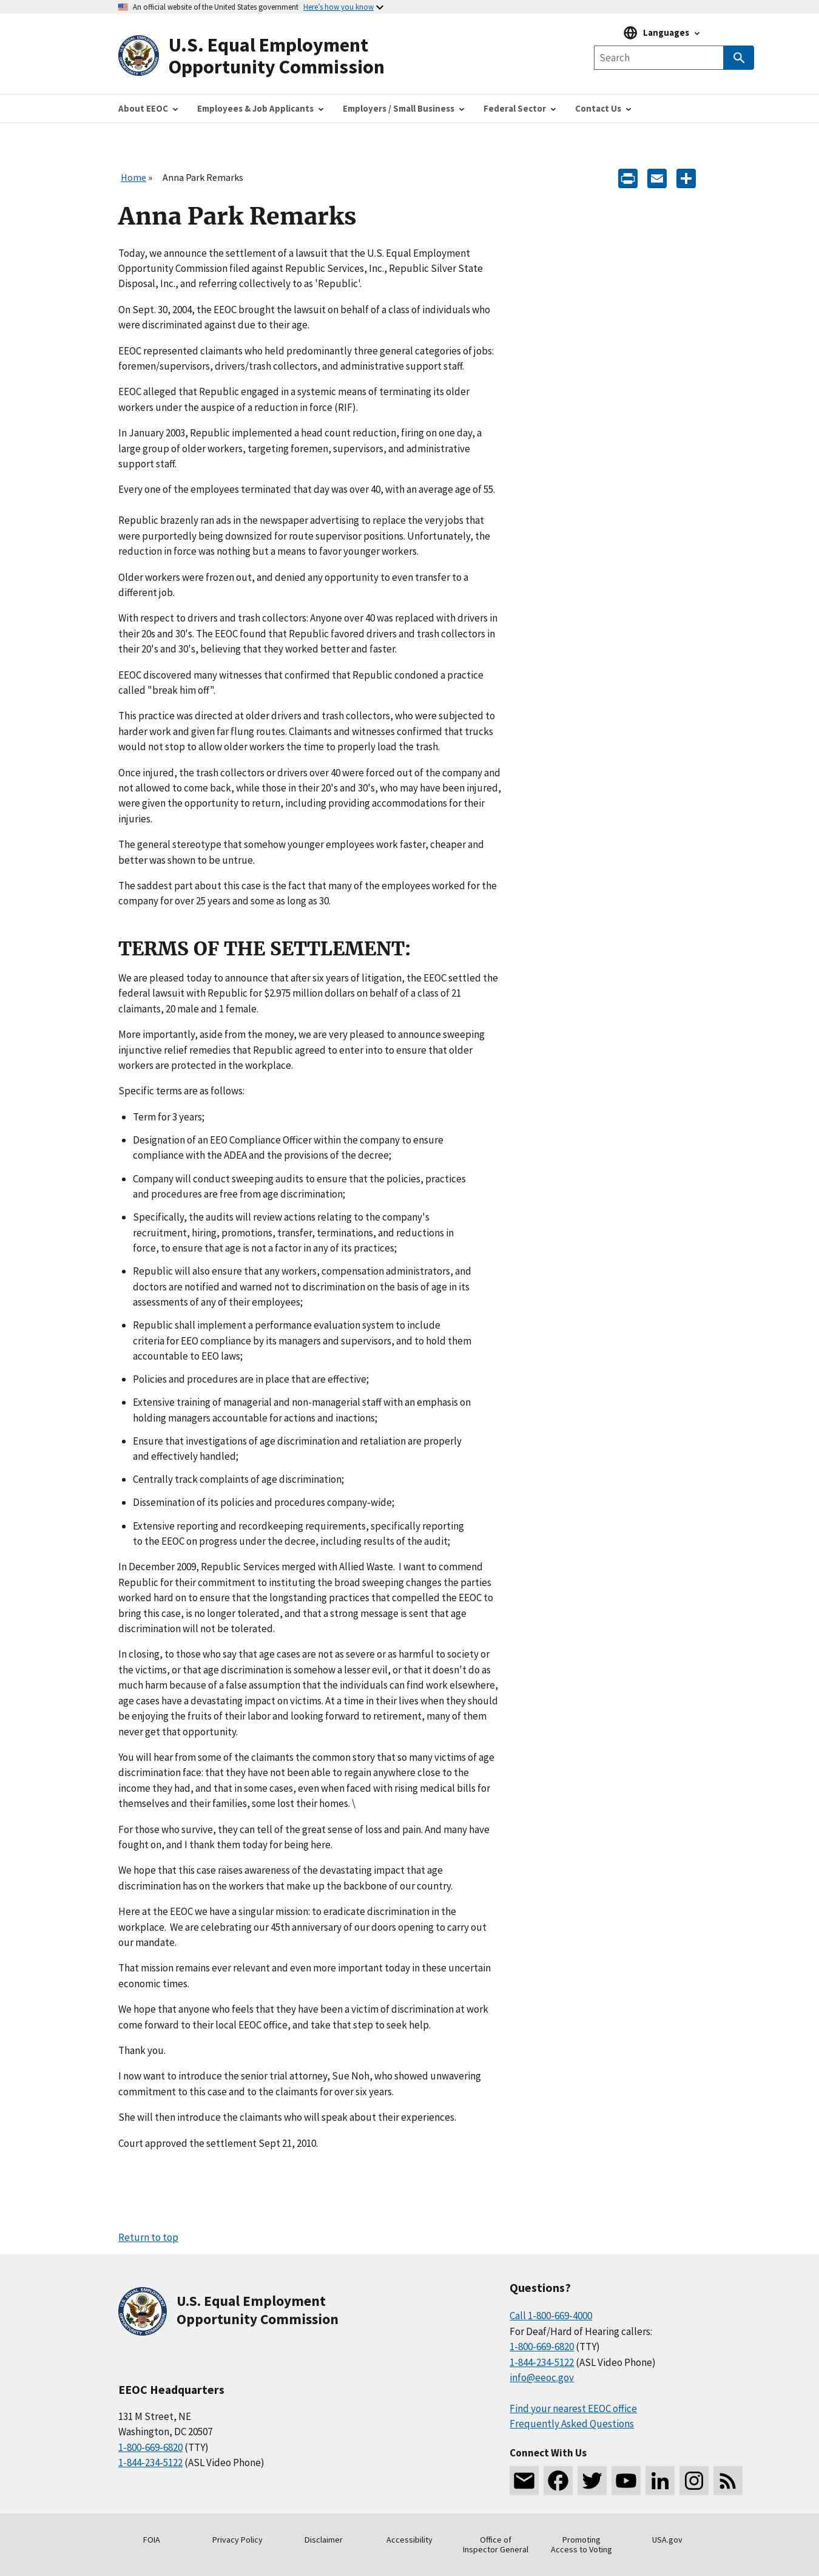 An official website of the United States government Here's how you know
U.S. Equal Employment
Opportunity Commission
Languages
Search
About EEOC
Employees & Job Applicants
Employers / Small Business
Federal Sector
Contact Us
Home » Anna Park Remarks
Anna Park Remarks
Today, we announce the settlement of a lawsuit that the U.S. Equal Employment
Opportunity Commission filed against Republic Services, Inc., Republic Silver State
Disposal, Inc., and referring collectively to as 'Republic'.
On Sept. 30, 2004, the EEOC brought the lawsuit on behalf of a class of individuals who
were discriminated against due to their age.
EEOC represented claimants who held predominantly three general categories of jobs:
foremen/supervisors, drivers/trash collectors, and administrative support staff.
EEOC alleged that Republic engaged in a systemic means of terminating its older
workers under the auspice of a reduction in force (RIF).
In January 2003, Republic implemented a head count reduction, firing on one day, a
large group of older workers, targeting foremen, supervisors, and administrative
support staff.
Every one of the employees terminated that day was over 40, with an average age of 55.
Republic brazenly ran ads in the newspaper advertising to replace the very jobs that
were purportedly being downsized for route supervisor positions. Unfortunately, the
reduction in force was nothing but a means to favor younger workers.
Older workers were frozen out, and denied any opportunity to even transfer to a
different job.
With respect to drivers and trash collectors: Anyone over 40 was replaced with drivers in
their 20s and 30's. The EEOC found that Republic favored drivers and trash collectors in
their 20's and 30's, believing that they worked better and faster.
EEOC discovered many witnesses that confirmed that Republic condoned a practice
called "break him off".
This practice was directed at older drivers and trash collectors, who were subjected to
harder work and given far flung routes. Claimants and witnesses confirmed that trucks
would not stop to allow older workers the time to properly load the trash.
Once injured, the trash collectors or drivers over 40 were forced out of the company and
not allowed to come back, while those in their 20's and 30's, who may have been injured,
were given the opportunity to return, including providing accommodations for their
injuries.
The general stereotype that somehow younger employees work faster, cheaper and
better was shown to be untrue.
The saddest part about this case is the fact that many of the employees worked for the
company for over 25 years and some as long as 30.
TERMS OF THE SETTLEMENT:
We are pleased today to announce that after six years of litigation, the EEOC settled the
federal lawsuit with Republic for $2.975 million dollars on behalf of a class of 21
claimants, 20 male and 1 female.
More importantly, aside from the money, we are very pleased to announce sweeping
injunctive relief remedies that Republic agreed to enter into to ensure that older
workers are protected in the workplace.
Specific terms are as follows:
• Term for 3 years;
• Designation of an EEO Compliance Officer within the company to ensure
compliance with the ADEA and the provisions of the decree;
• Company will conduct sweeping audits to ensure that the policies, practices
and procedures are free from age discrimination;
• Specifically, the audits will review actions relating to the company's
recruitment, hiring, promotions, transfer, terminations, and reductions in
force, to ensure that age is not a factor in any of its practices;
• Republic will also ensure that any workers, compensation administrators, and
doctors are notified and warned not to discrimination on the basis of age in its
assessments of any of their employees;
• Republic shall implement a performance evaluation system to include
criteria for EEO compliance by its managers and supervisors, and to hold them
accountable to EEO laws;
• Policies and procedures are in place that are effective;
• Extensive training of managerial and non-managerial staff with an emphasis on
holding managers accountable for actions and inactions;
• Ensure that investigations of age discrimination and retaliation are properly
and effectively handled;
• Centrally track complaints of age discrimination;
• Dissemination of its policies and procedures company-wide;
• Extensive reporting and recordkeeping requirements, specifically reporting
to the EEOC on progress under the decree, including results of the audit;
In December 2009, Republic Services merged with Allied Waste. I want to commend
Republic for their commitment to instituting the broad sweeping changes the parties
worked hard on to ensure that the longstanding practices that compelled the EEOC to
bring this case, is no longer tolerated, and that a strong message is sent that age
discrimination will not be tolerated.
In closing, to those who say that age cases are not as severe or as harmful to society or
the victims, or that age discrimination is somehow a lesser evil, or that it doesn't do as
much harm because of a false assumption that the individuals can find work elsewhere,
age cases have a devastating impact on victims. At a time in their lives when they should
be enjoying the fruits of their labor and looking forward to retirement, many of them
never get that opportunity.
You will hear from some of the claimants the common story that so many victims of age
discrimination face: that they have not been able to regain anywhere close to the
income they had, and that in some cases, even when faced with rising medical bills for
themselves and their families, some lost their homes. \
For those who survive, they can tell of the great sense of loss and pain. And many have
fought on, and I thank them today for being here.
We hope that this case raises awareness of the devastating impact that age
discrimination has on the workers that make up the backbone of our country.
Here at the EEOC we have a singular mission: to eradicate discrimination in the
workplace. We are celebrating our 45th anniversary of our doors opening to carry out
our mandate.
That mission remains ever relevant and even more important today in these uncertain
economic times.
We hope that anyone who feels that they have been a victim of discrimination at work
come forward to their local EEOC office, and take that step to seek help.
Thank you.
I now want to introduce the senior trial attorney, Sue Noh, who showed unwavering
commitment to this case and to the claimants for over six years.
She will then introduce the claimants who will speak about their experiences.
Court approved the settlement Sept 21, 2010.
Return to top
U.S. Equal Employment
Opportunity Commission
EEOC Headquarters
131 M Street, NE
Washington, DC 20507
1-800-669-6820 (TTY)
1-844-234-5122 (ASL Video Phone)
Questions?
Call 1-800-669-4000
For Deaf/Hard of Hearing callers:
1-800-669-6820 (TTY)
1-844-234-5122 (ASL Video Phone)
info@eeoc.gov
Find your nearest EEOC office
Frequently Asked Questions
Connect With Us
FOIA
Privacy Policy
Disclaimer
Accessibility
Office of
Inspector General
Promoting
Access to Voting
USA.gov